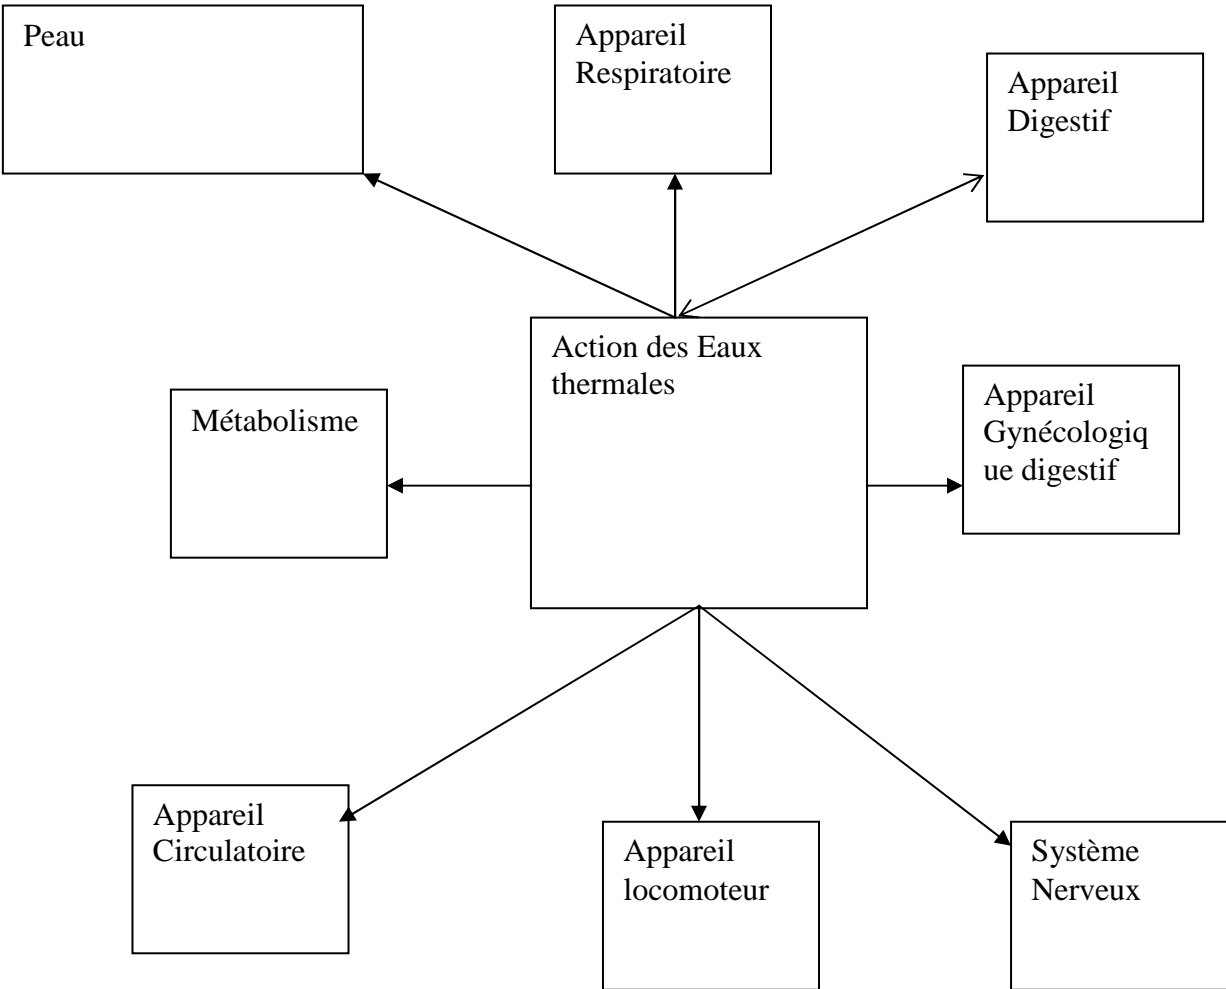 Peau
Appareil
Respiratoire
Appareil
Digestif
Action des Eaux
thermales
Métabolisme
Appareil
Gynécologiq
ue digestif
Appareil
Circulatoire
Appareil
locomoteur
Système
Nerveux